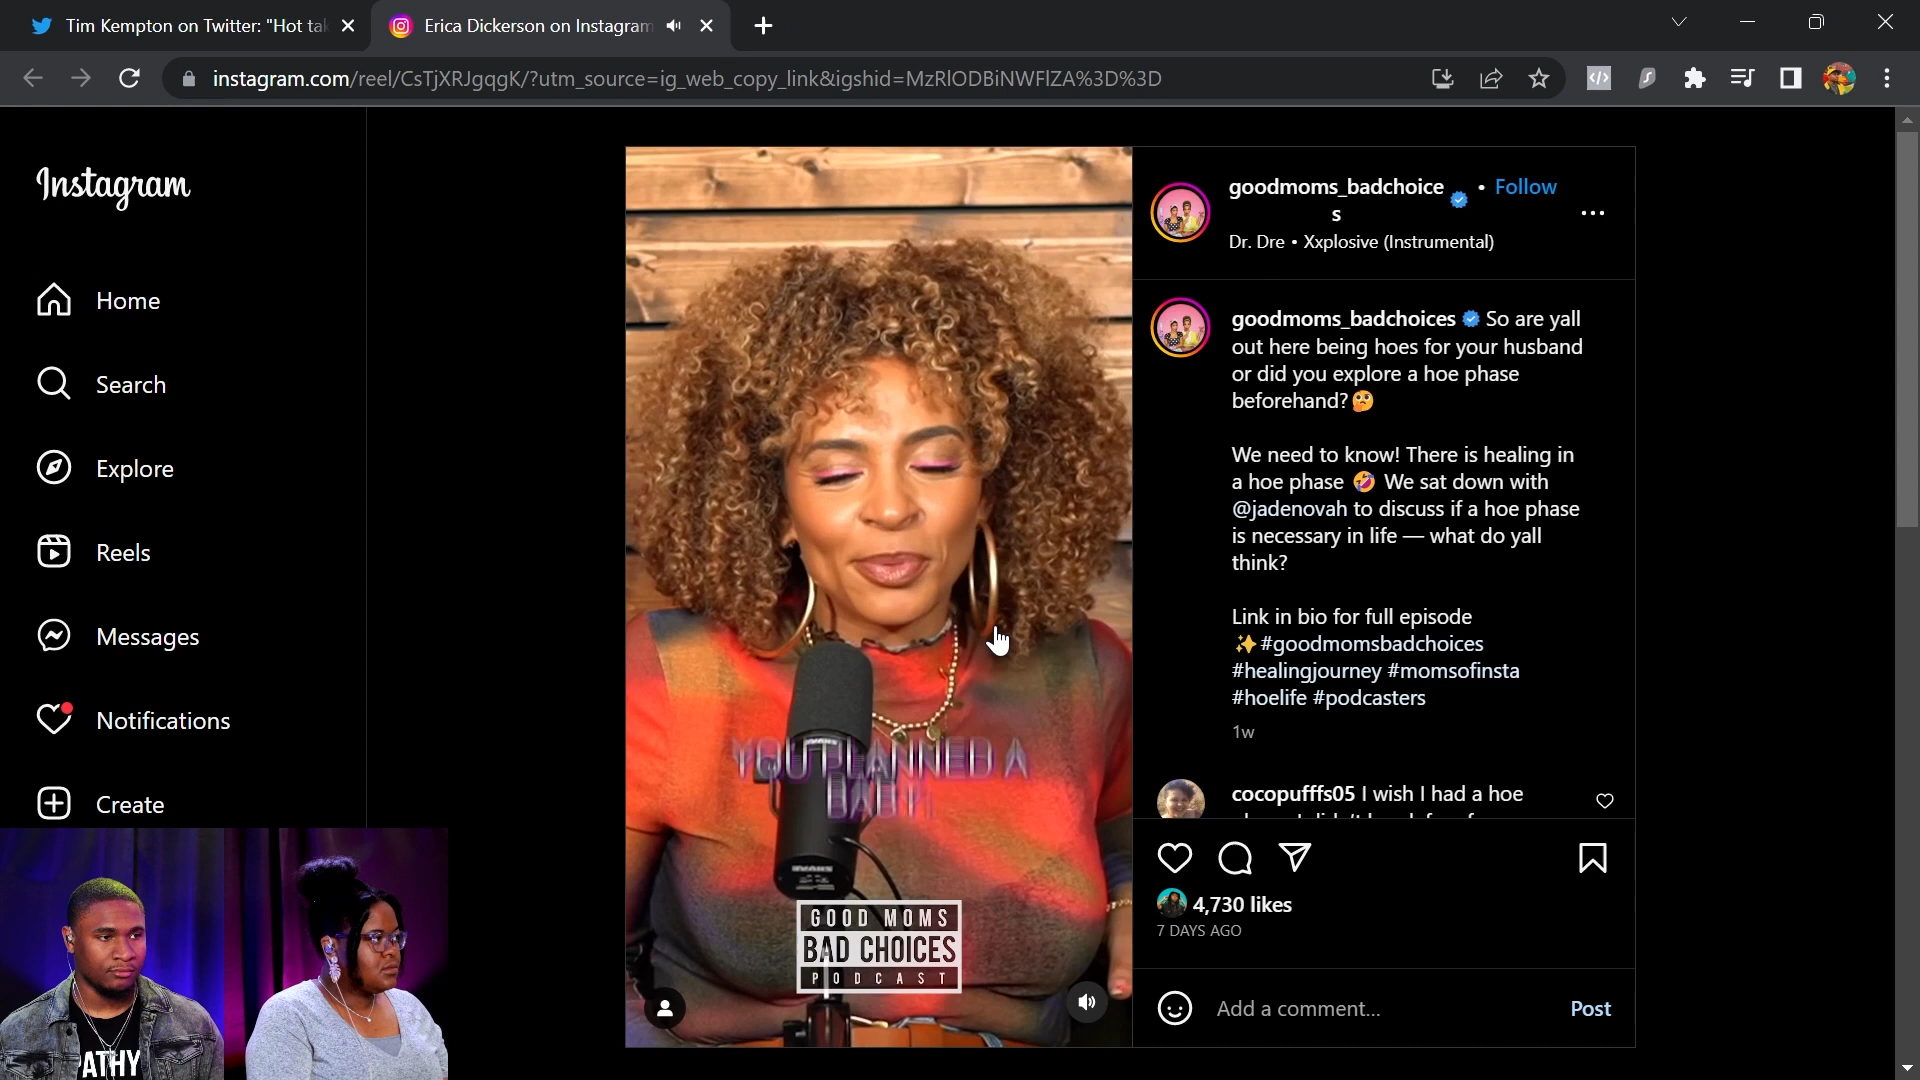 Tim Kempton on Twitter: "Hot ta
Erica Dickerson on Instagram
instagram.com/reel/CsTjXRJgqgK/?utm_source=ig_web_copy_link&igshid=MzRlODBiNWFlZA%3D%3D
Instagram
Home
Search
Explore
Reels
Messages
Notifications
Create
YOU PLANNED A
GOOD MOMS
BAD CHOICES
PODCAST
PATHY
goodmoms_badchoice
s
• Follow
Dr. Dre • Xxplosive (Instrumental)
goodmoms_badchoices So are yall
out here being hoes for your husband
or did you explore a hoe phase
beforehand?🤔
We need to know! There is healing in
a hoe phase 🤣 We sat down with
@jadenovah to discuss if a hoe phase
is necessary in life — what do yall
think?
Link in bio for full episode
✨#goodmomsbadchoices
#healingjourney #momsofinsta
#hoelife #podcasters
1w
cocopufffs05 I wish I had a hoe
4,730 likes
7 DAYS AGO
Add a comment...
Post